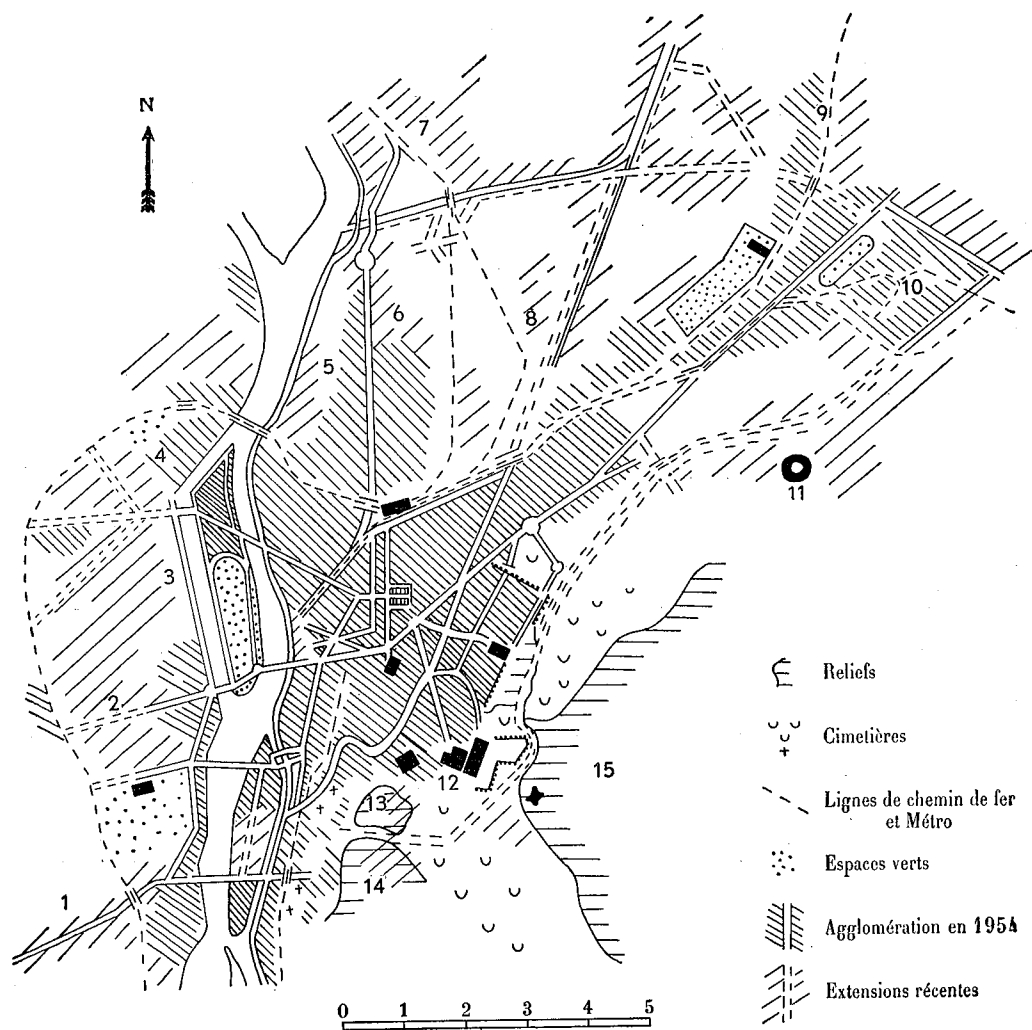 N
7
9
10
6
8
5
4
11
3
2
12
13
15
14
1
Reliefs
Cimetières
Lignes de chemin de fer
et Métro
Espaces verts
Agglomération en 1954
Extensions récentes
0 1 2 3 4 5